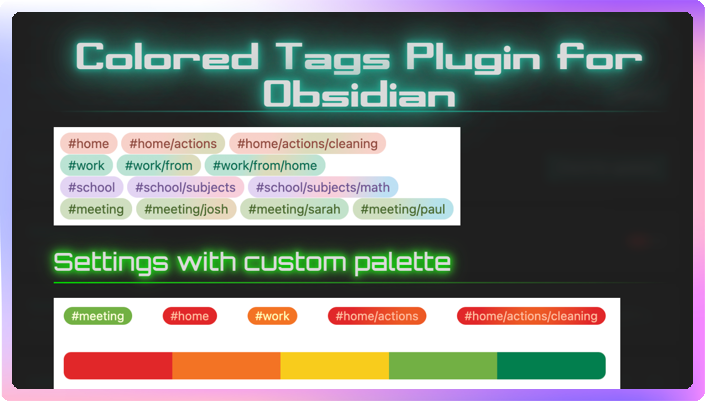 Colored Tags Plugin for
Obsidian
#home #home/actions #home/actions/cleaning
#work #work/from #work/from/home
#school #school/subjects #school/subjects/math
#meeting #meeting/josh #meeting/sarah #meeting/paul
Settings with custom palette
#meeting #home #work #home/actions #home/actions/cleaning